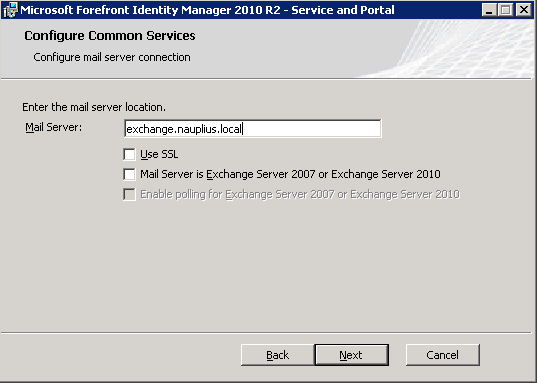 Microsoft Forefront Identity Manager 2010 R2 - Service and Portal
Configure Common Services
Configure mail server connection
Enter the mail server location.
Mail Server: exchange.nauplius.local
Use SSL
Mail Server is Exchange Server 2007 or Exchange Server 2010
Enable polling for Exchange Server 2007 or Exchange Server 2010
Back Next Cancel